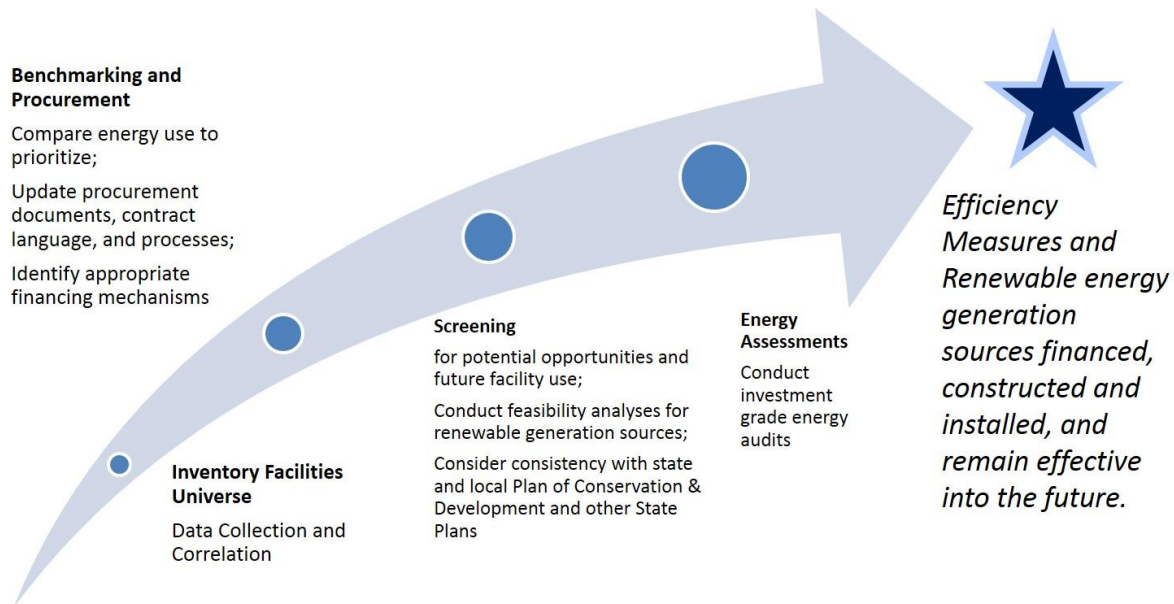 Benchmarking and
Procurement
Compare energy use to
prioritize;
Update procurement
documents, contract
language, and processes;
Identify appropriate
financing mechanisms
Inventory Facilities
Universe
Data Collection and
Correlation
Screening
for potential opportunities and
future facility use;
Conduct feasibility analyses for
renewable generation sources;
Consider consistency with state
and local Plan of Conservation &
Development and other State
Plans
Energy
Assessments
Conduct
investment
grade energy
audits
Efficiency
Measures and
Renewable energy
generation
sources financed,
constructed and
installed, and
remain effective
into the future.